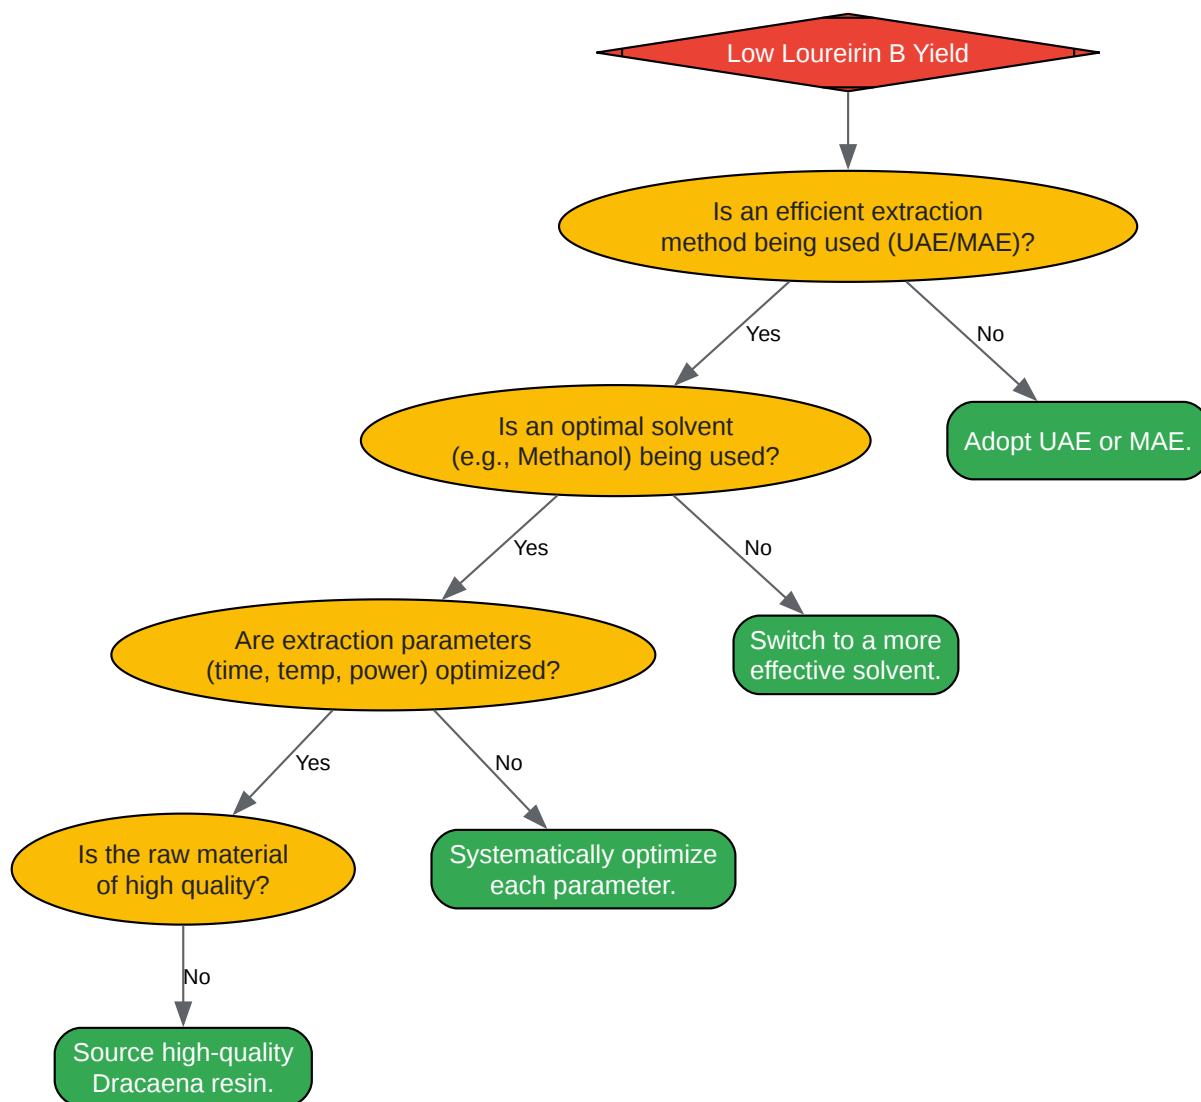 Low Loureirin B Yield
Is an efficient extraction
method being used (UAE/MAE)?
Yes
No
Is an optimal solvent
(e.g., Methanol) being used?
Adopt UAE or MAE.
Yes
No
Are extraction parameters
(time, temp, power) optimized?
Switch to a more
effective solvent.
Yes
No
Is the raw material
of high quality?
Systematically optimize
each parameter.
No
Source high-quality
Dracaena resin.